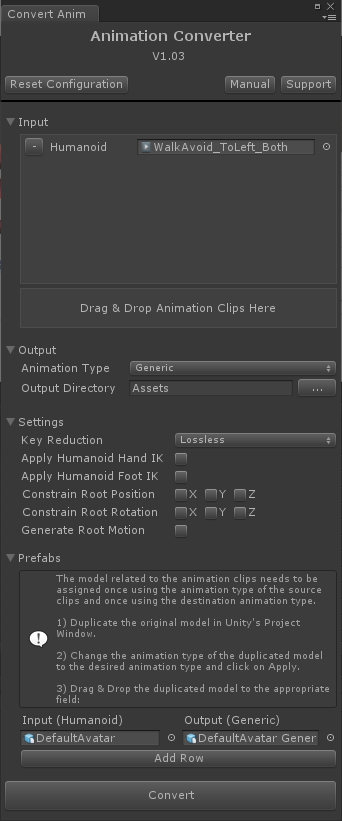 Convert Anim
Animation Converter
V1.03
Reset Configuration Manual Support
Input
- Humanoid WalkAvoid_ToLeft_Both
Drag & Drop Animation Clips Here
Output
Animation Type Generic
Output Directory Assets ...
Settings
Key Reduction Lossless
Apply Humanoid Hand IK
Apply Humanoid Foot IK
Constrain Root Position X Y Z
Constrain Root Rotation X Y Z
Generate Root Motion
Prefabs
The model related to the animation clips needs to be
assigned once using the animation type of the source
clips and once using the destination animation type.
1) Duplicate the original model in Unity's Project
Window.
2) Change the animation type of the duplicated model
to the desired animation type and click on Apply.
3) Drag & Drop the duplicated model to the appropriate
field:
Input (Humanoid) Output (Generic)
DefaultAvatar DefaultAvatar Gener
Add Row
Convert